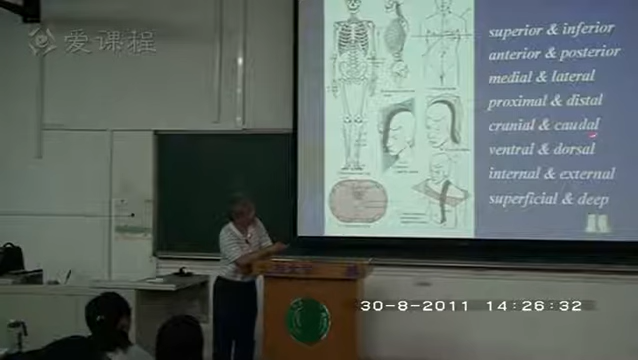 爱课程
superior & inferior
anterior & posterior
medial & lateral
proximal & distal
cranial & caudal
ventral & dorsal
internal & external
superficial & deep
30-8-2011 14:26:32